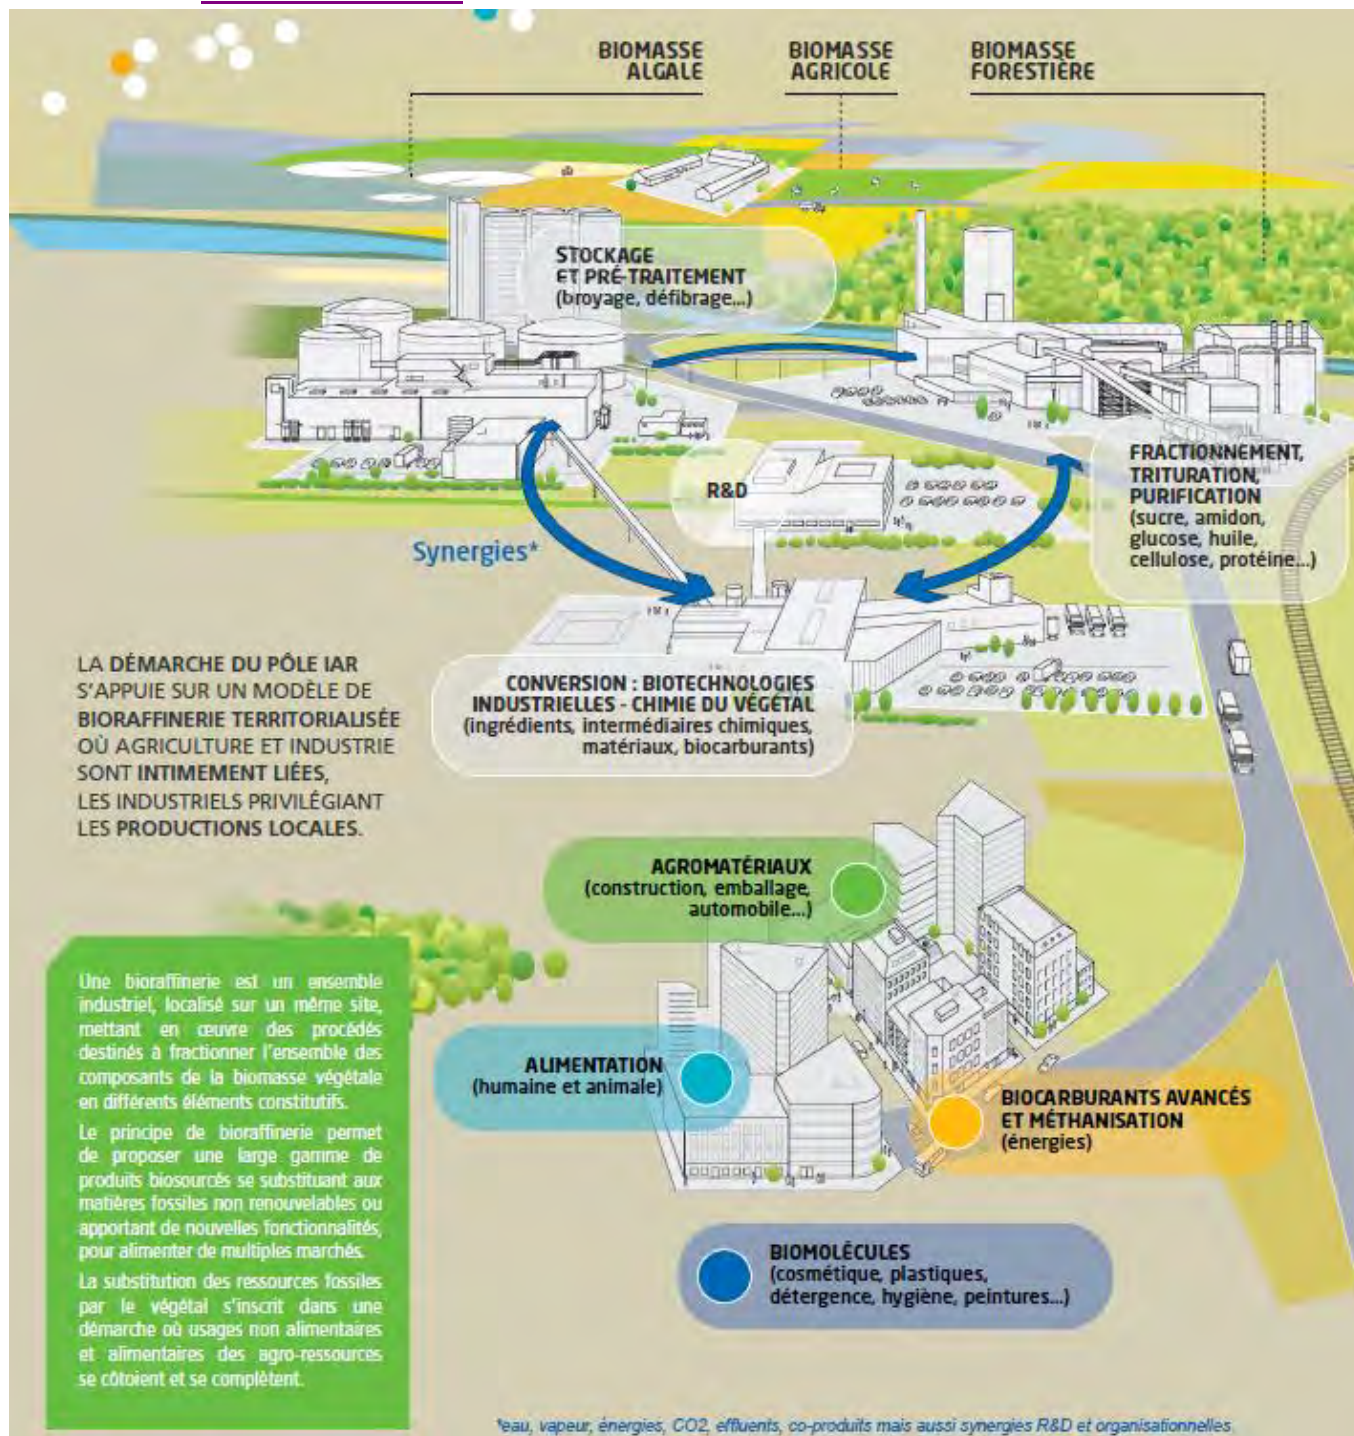 BIOMASSE
ALGALE
BIOMASSE
AGRICOLE
BIOMASSE
FORESTIÈRE
STOCKAGE
ET PRÉ-TRAITEMENT
(broyage, défibrage...)
FRACTIONNEMENT,
TRITURATION,
PURIFICATION
(sucre, amidon,
glucose, huile,
cellulose, protéine...)
R&D
Synergies*
CONVERSION : BIOTECHNOLOGIES
INDUSTRIELLES - CHIMIE DU VÉGÉTAL
(ingrédients, intermédiaires chimiques,
matériaux, biocarburants)
LA DÉMARCHE DU PÔLE IAR
S'APPUIE SUR UN MODÈLE DE
BIORAFFINERIE TERRITORIALISÉE
OÙ AGRICULTURE ET INDUSTRIE
SONT INTIMEMENT LIÉES,
LES INDUSTRIELS PRIVILÉGIANT
LES PRODUCTIONS LOCALES.
AGROMATÉRIAUX
(construction, emballage,
automobile...)
ALIMENTATION
(humaine et animale)
BIOCARBURANTS AVANCÉS
ET MÉTHANISATION
(énergies)
BIOMOLÉCULES
(cosmétique, plastiques,
détergence, hygiène, peintures...)
Une bioraffinerie est un ensemble
industriel, localisé sur un même site,
mettant en œuvre des procédés
destinés à fractionner l'ensemble des
composants de la biomasse végétale
en différents éléments constitutifs.
Le principe de bioraffinerie permet
de proposer une large gamme de
produits biosourcés se substituant aux
matières fossiles non renouvelables ou
apportant de nouvelles fonctionnalités,
pour alimenter de multiples marchés.
La substitution des ressources fossiles
par le végétal s'inscrit dans une
démarche où usages non alimentaires
et alimentaires des agro-ressources
se côtoient et se complètent.
*eau, vapeur, énergies, CO2, effluents, co-produits mais aussi synergies R&D et organisationnelles